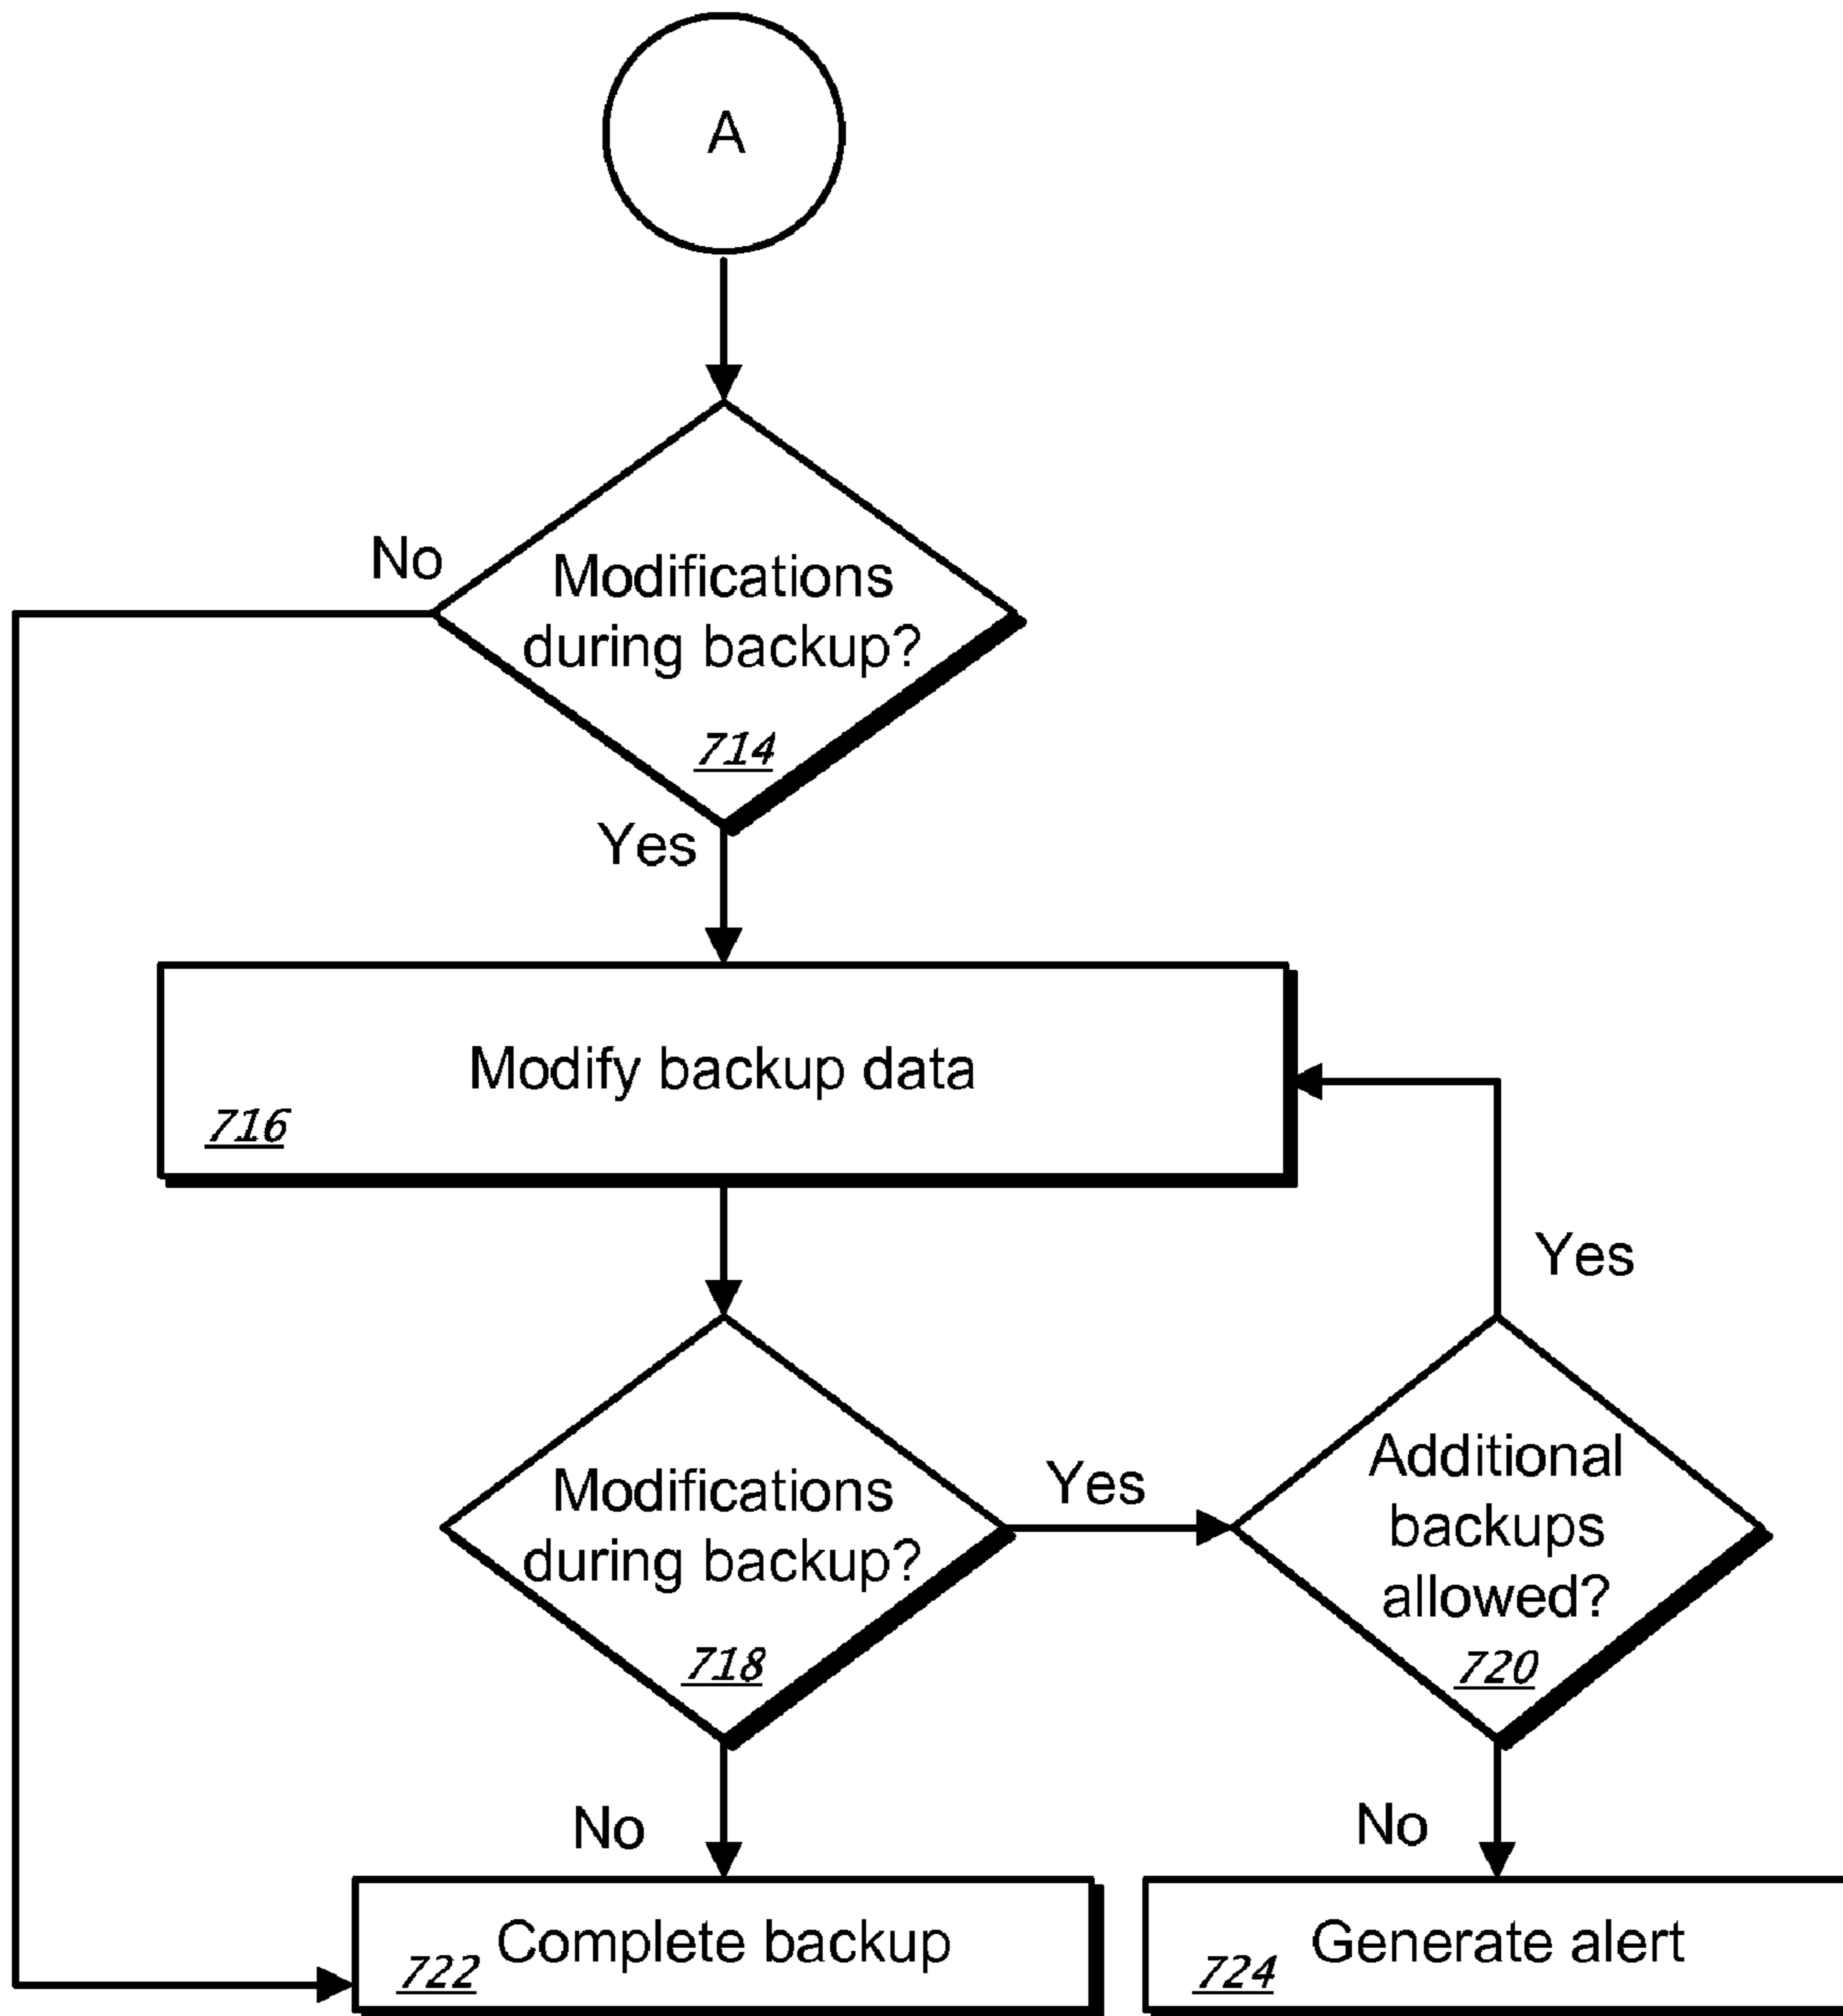 A
No
Modifications
during backup?
714
Yes
Modify backup data
716
Yes
Modifications
during backup?
718
Yes
Additional
backups
allowed?
720
No
No
Complete backup
722
Generate alert
724